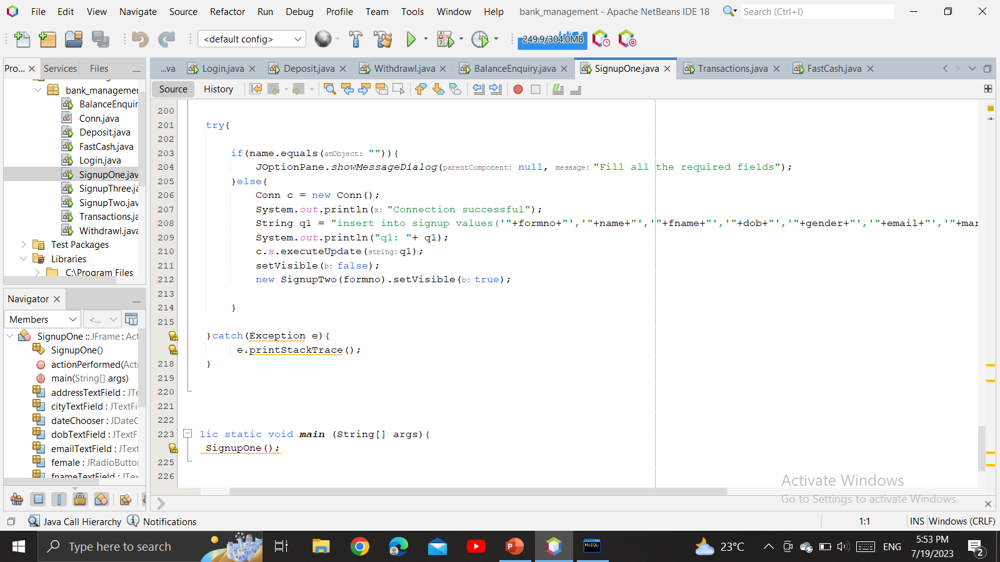 File Edit View Navigate Source Refactor Run Debug Profile Team Tools Window Help bank_management - Apache NetBeans IDE 18 Search (Ctrl+I)
<default config> 249.9/304.0MB
Pro... Services Files
...va Login.java Deposit.java Withdrawl.java BalanceEnquiry.java SignupOne.java Transactions.java FastCash.java
Source History
bank_managemer
BalanceEnquir
Conn.java
Deposit.java
FastCash.java
Login.java
SignupOne.jav
SignupThree.ja
SignupTwo.jav
Transactions.ja
Withdrawl.java
Test Packages
Libraries
C:\Program Files
Navigator
Members <...
SignupOne :: JFrame : Act
SignupOne()
actionPerformed(Acti
main(String[] args)
addressTextField : JTe
cityTextField : JTextFi
dateChooser : JDateC
dobTextField : JTextF
emailTextField : JText
female : JRadioButtor
fnameTextField : JTex
200
201 try{
202
203 if(name.equals(anObject: "")){
204 JOptionPane.showMessageDialog(parentComponent: null, message: "Fill all the required fields");
205 }else{
206 Conn c = new Conn();
207 System.out.println(x: "Connection successful");
208 String q1 = "insert into signup values('"+formno+"','"+name+"','"+fname+"','"+dob+"','"+gender+"','"+email+"','"+mar
209 System.out.println("q1: "+ q1);
210 c.s.executeUpdate(string: q1);
211 setVisible(b: false);
212 new SignupTwo(formno).setVisible(b: true);
213
214 }
215
}catch(Exception e){
e.printStackTrace();
218 }
219
220
221
222
223 lic static void main (String[] args){
SignupOne();
225
226
Activate Windows
Go to Settings to activate Windows.
Java Call Hierarchy Notifications 1:1 INS Windows (CRLF)
Type here to search MySQL 23°C ENG 5:53 PM
7/19/2023 2